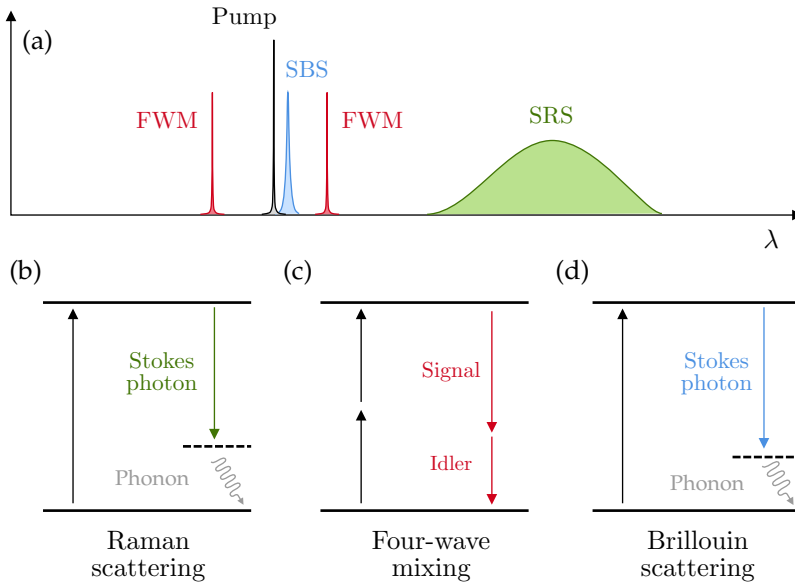 Pump
(a)
SBS
FWM
FWM
SRS
λ
(b)
(c)
(d)
Stokes
photon
Phonon
Signal
Idler
Stokes
photon
Phonon
Raman
scattering
Four-wave
mixing
Brillouin
scattering